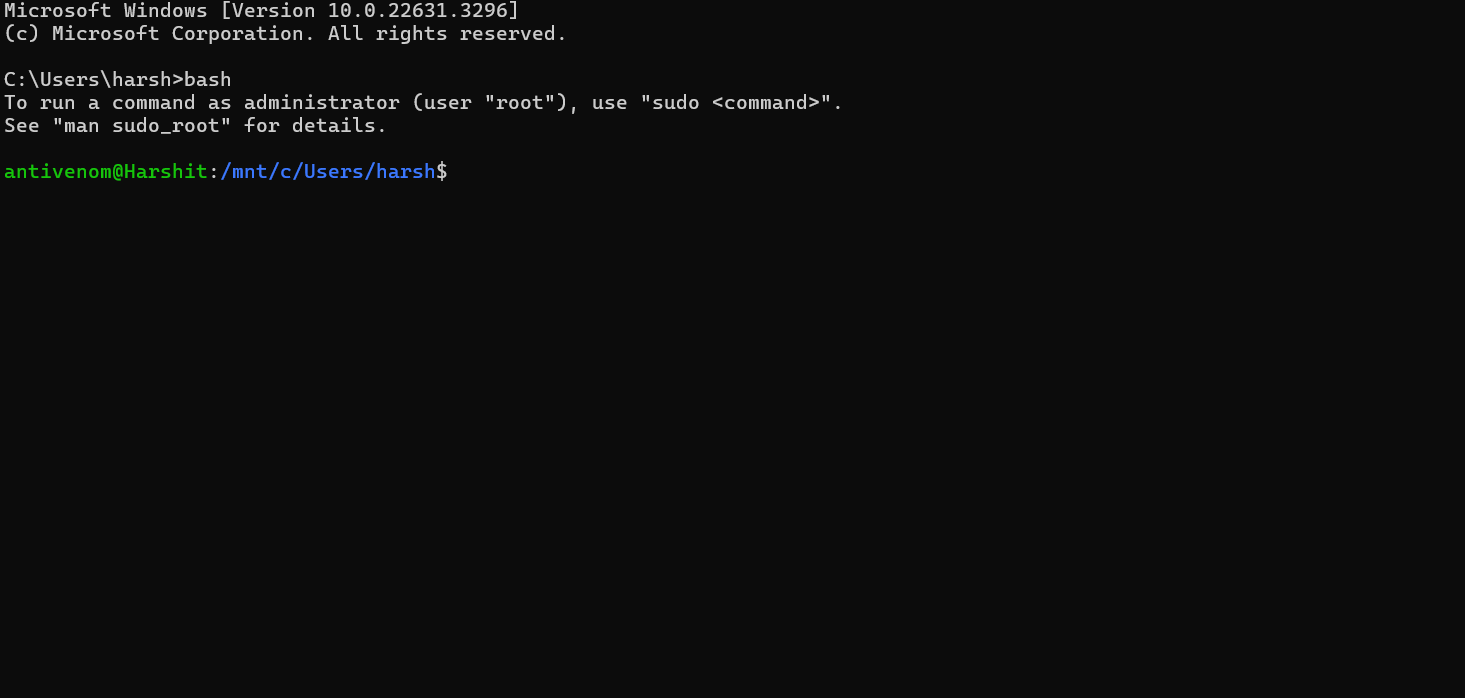 Microsoft Windows [Version 10.0.22631.3296]
(c) Microsoft Corporation. All rights reserved.
C:\Users\harsh>bash
To run a command as administrator (user "root"), use "sudo <command>".
See "man sudo_root" for details.
antivenom@Harshit:/mnt/c/Users/harsh$